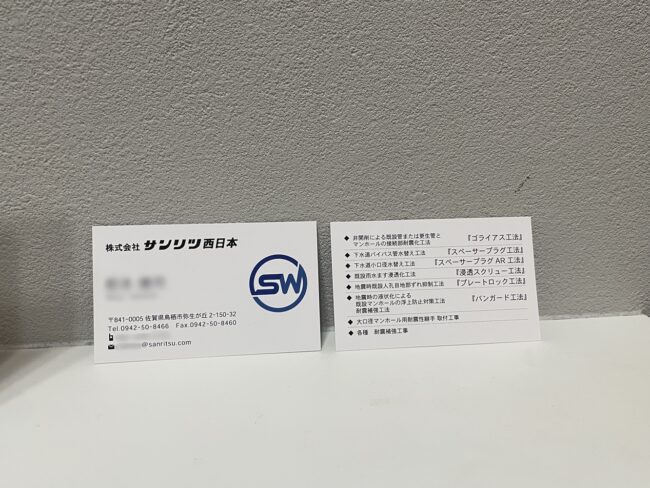 株式会社 サンリツ西日本
SW
〒841-0005 佐賀県鳥栖市弥生が丘 2-150-32
Tel.0942-50-8466 Fax.0942-50-8460
@sanritsu.com
◆ 非開削による既設管または更生管と
マンホールの接続部耐震化工法 『ゴライアス工法』
◆ 下水道バイパス管水替え工法 『スペーサープラグ工法』
◆ 下水道小口径水替え工法 『スペーサープラグ AR 工法』
◆ 既設雨水ます浸透化工法 『浸透スクリュー工法』
◆ 地震時既設人孔目地部ずれ抑制工法 『プレートロック工法』
◆ 地震時の液状化による
既設マンホールの浮上防止対策工法 『バンガード工法』
耐震補強工法
◆ 大口径マンホール用耐震性継手 取付工事
◆ 各種 耐震補強工事